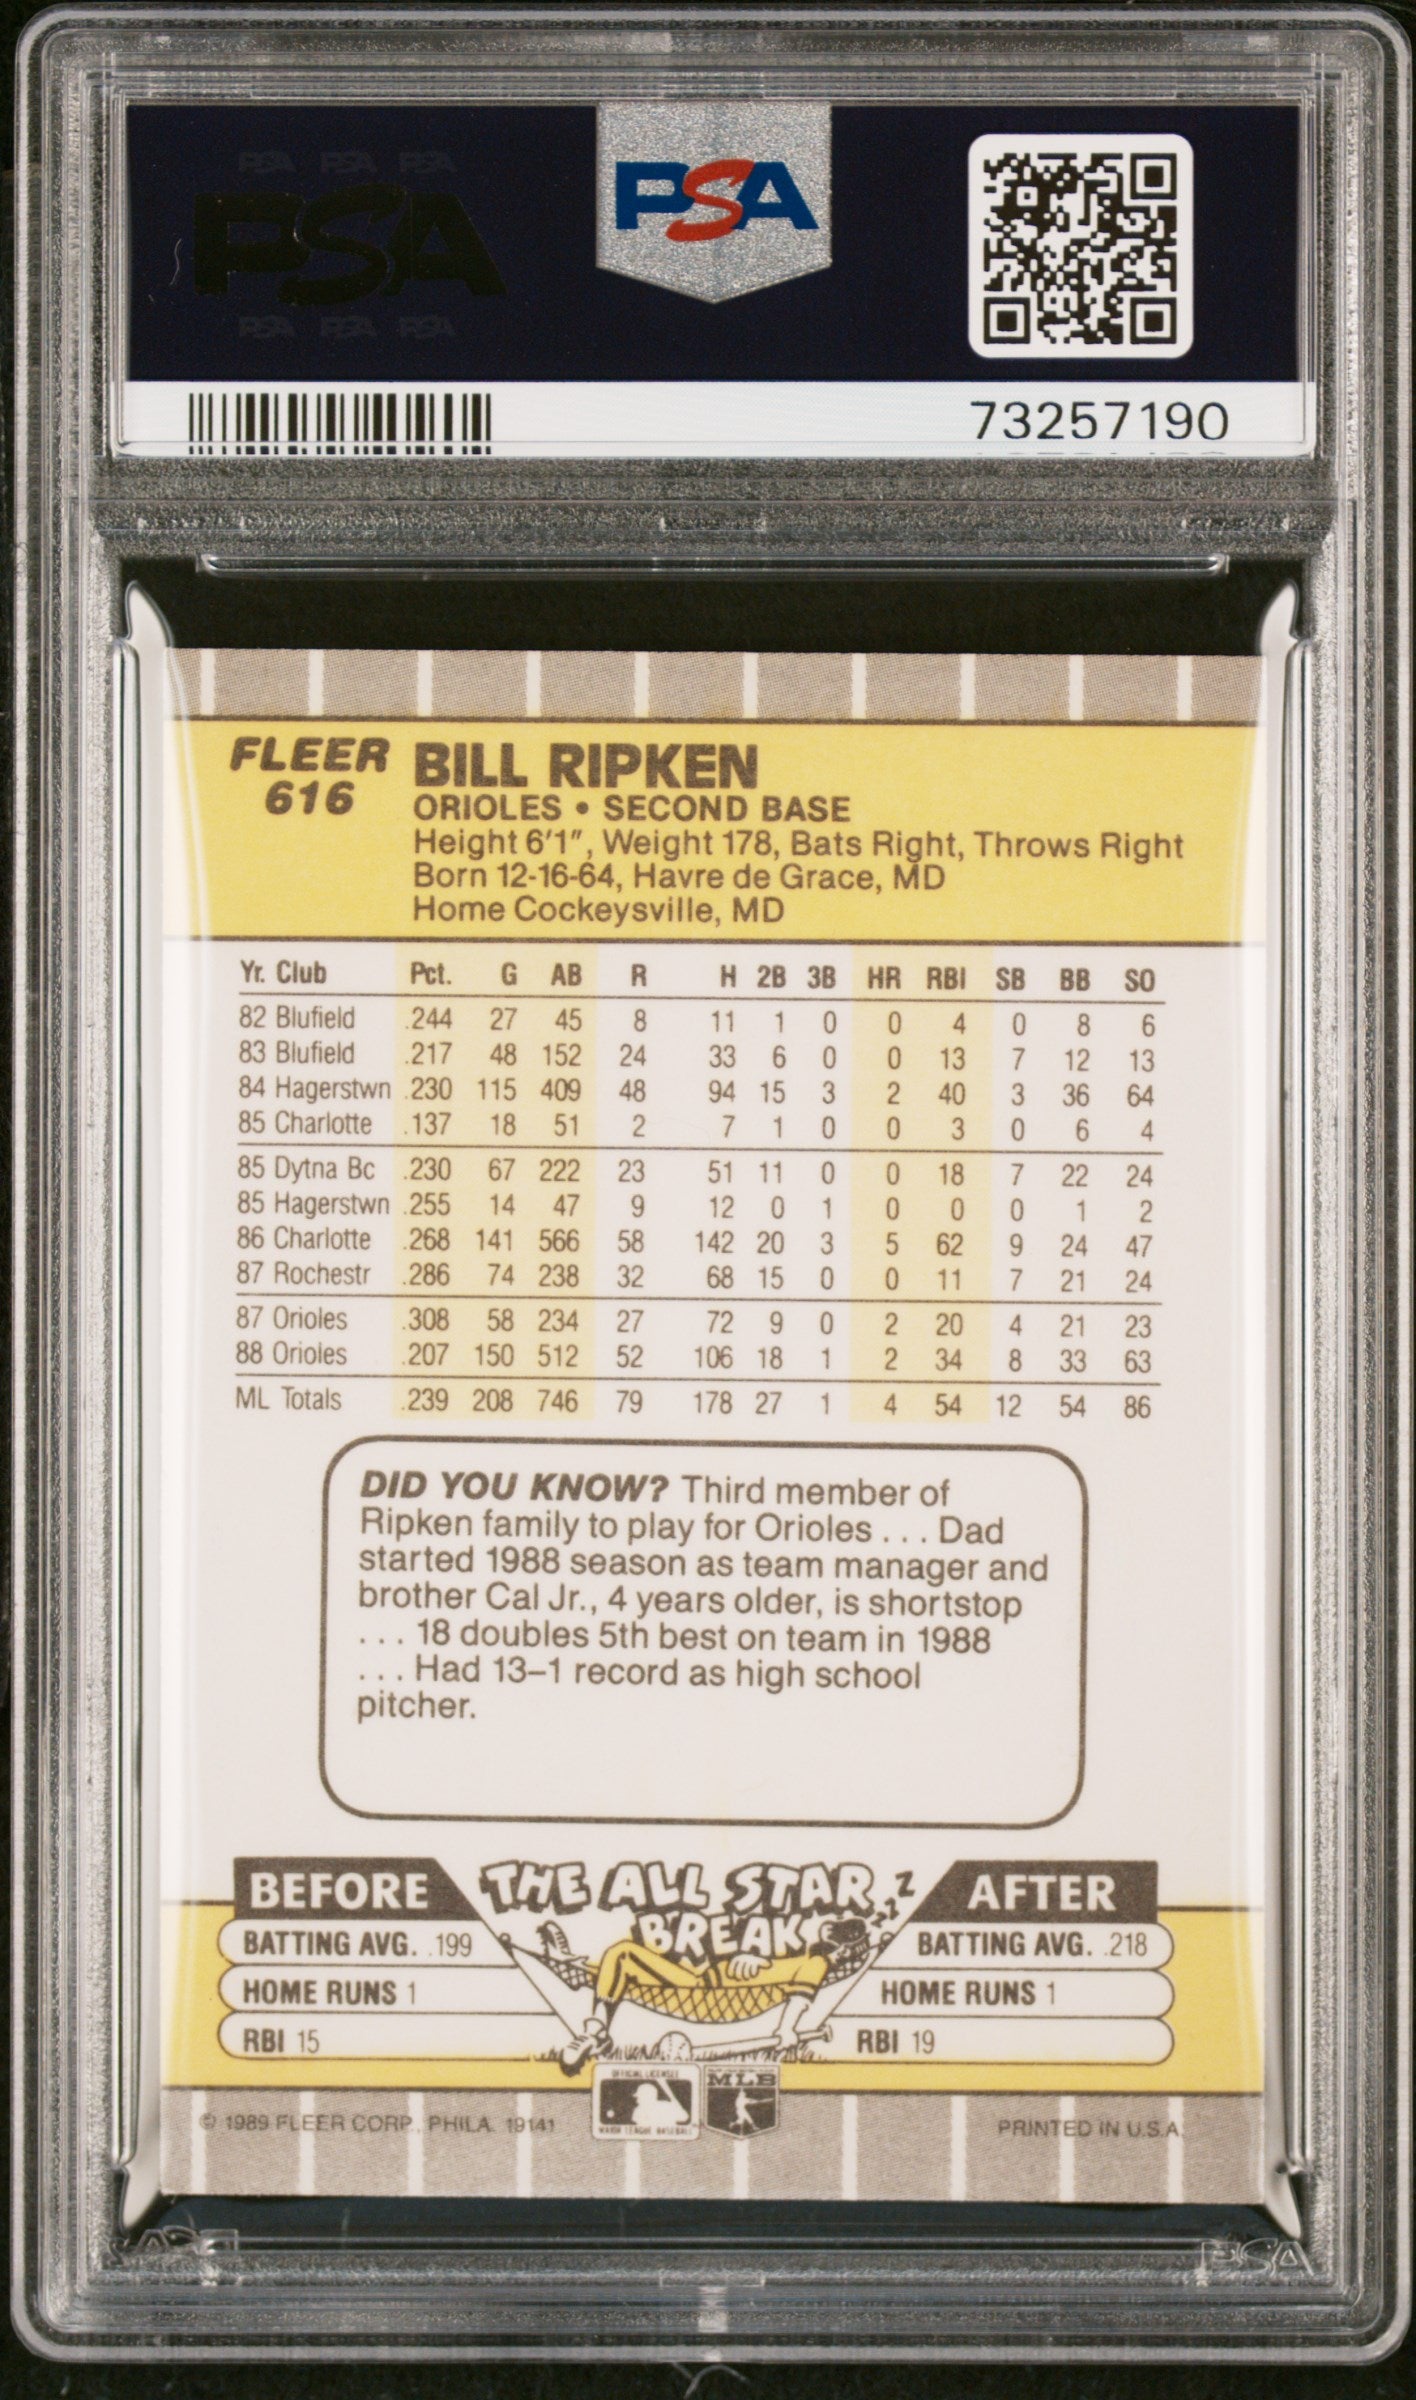 PSA PSA PSA
PSA
PSA PSA PSA
PSA
73257190
FLEER
616
BILL RIPKEN
ORIOLES • SECOND BASE
Height 6'1", Weight 178, Bats Right, Throws Right
Born 12-16-64, Havre de Grace, MD
Home Cockeysville, MD
Yr. Club Pct. G AB R H 2B 3B HR RBI SB BB SO
82 Blufield .244 27 45 8 11 1 0 0 4 0 8 6
83 Blufield .217 48 152 24 33 6 0 0 13 7 12 13
84 Hagerstwn .230 115 409 48 94 15 3 2 40 3 36 64
85 Charlotte .137 18 51 2 7 1 0 0 3 0 6 4
85 Dytna Bc .230 67 222 23 51 11 0 0 18 7 22 24
85 Hagerstwn .255 14 47 9 12 0 1 0 0 0 1 2
86 Charlotte .268 141 566 58 142 20 3 5 62 9 24 47
87 Rochestr .286 74 238 32 68 15 0 0 11 7 21 24
87 Orioles .308 58 234 27 72 9 0 2 20 4 21 23
88 Orioles .207 150 512 52 106 18 1 2 34 8 33 63
ML Totals .239 208 746 79 178 27 1 4 54 12 54 86
DID YOU KNOW? Third member of
Ripken family to play for Orioles . . . Dad
started 1988 season as team manager and
brother Cal Jr., 4 years older, is shortstop
. . . 18 doubles 5th best on team in 1988
. . . Had 13–1 record as high school
pitcher.
THE ALL STAR
BREAK
ZZZZ
BEFORE
BATTING AVG. .199
HOME RUNS 1
RBI 15
AFTER
BATTING AVG. .218
HOME RUNS 1
RBI 19
OFFICIAL LICENSEE
MAJOR LEAGUE BASEBALL
MLB
© 1989 FLEER CORP., PHILA. 19141
PRINTED IN U.S.A.
PSA